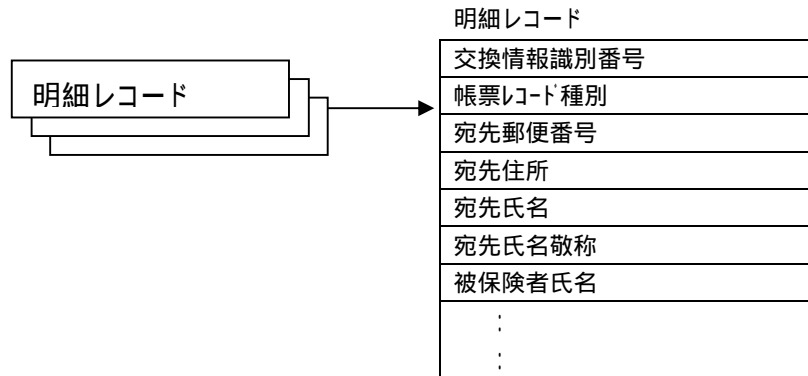 明細レコード
明細レコード
交換情報識別番号
帳票ﾚｺｰﾄﾞ種別
宛先郵便番号
宛先住所
宛先氏名
宛先氏名敬称
被保険者氏名
:
: